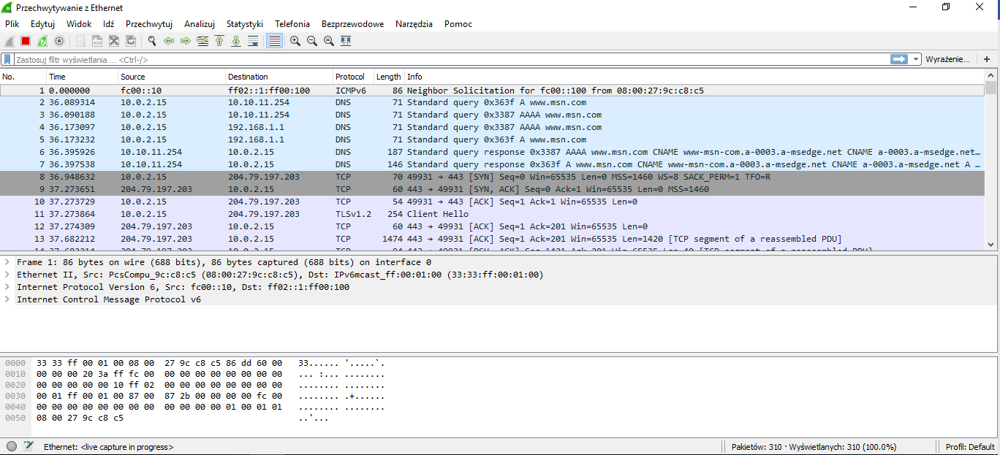 Przechwytywanie z Ethernet
Plik Edytuj Widok Idź Przechwytuj Analizuj Statystyki Telefonia Bezprzewodowe Narzędzia Pomoc
Zastosuj filtr wyświetlania ... <Ctrl-/> Wyrażenie... +
No. Time Source Destination Protocol Length Info
1 0.000000 fc00::10 ff02::1:ff00:100 ICMPv6 86 Neighbor Solicitation for fc00::100 from 08:00:27:9c:c8:c5
2 36.089314 10.0.2.15 10.10.11.254 DNS 71 Standard query 0x363f A www.msn.com
3 36.090188 10.0.2.15 10.10.11.254 DNS 71 Standard query 0x3387 AAAA www.msn.com
4 36.173097 10.0.2.15 192.168.1.1 DNS 71 Standard query 0x3387 AAAA www.msn.com
5 36.173232 10.0.2.15 192.168.1.1 DNS 71 Standard query 0x363f A www.msn.com
6 36.395926 10.10.11.254 10.0.2.15 DNS 187 Standard query response 0x3387 AAAA www.msn.com CNAME www-msn-com.a-0003.a-msedge.net CNAME a-0003.a-msedge.net…
7 36.397538 10.10.11.254 10.0.2.15 DNS 146 Standard query response 0x363f A www.msn.com CNAME www-msn-com.a-0003.a-msedge.net CNAME a-0003.a-msedge.net A …
8 36.948632 10.0.2.15 204.79.197.203 TCP 70 49931 → 443 [SYN] Seq=0 Win=65535 Len=0 MSS=1460 WS=8 SACK_PERM=1 TFO=R
9 37.273651 204.79.197.203 10.0.2.15 TCP 60 443 → 49931 [SYN, ACK] Seq=0 Ack=1 Win=65535 Len=0 MSS=1460
10 37.273729 10.0.2.15 204.79.197.203 TCP 54 49931 → 443 [ACK] Seq=1 Ack=1 Win=65535 Len=0
11 37.273864 10.0.2.15 204.79.197.203 TLSv1.2 254 Client Hello
12 37.274309 204.79.197.203 10.0.2.15 TCP 60 443 → 49931 [ACK] Seq=1 Ack=201 Win=65535 Len=0
13 37.682212 204.79.197.203 10.0.2.15 TCP 1474 443 → 49931 [ACK] Seq=1 Ack=201 Win=65535 Len=1420 [TCP segment of a reassembled PDU]
Frame 1: 86 bytes on wire (688 bits), 86 bytes captured (688 bits) on interface 0
Ethernet II, Src: PcsCompu_9c:c8:c5 (08:00:27:9c:c8:c5), Dst: IPv6mcast_ff:00:01:00 (33:33:ff:00:01:00)
Internet Protocol Version 6, Src: fc00::10, Dst: ff02::1:ff00:100
Internet Control Message Protocol v6
0000 33 33 ff 00 01 00 08 00 27 9c c8 c5 86 dd 60 00 33...... '.....`.
0010 00 00 00 20 3a ff fc 00 00 00 00 00 00 00 00 00 ... :... ........
0020 00 00 00 00 00 10 ff 02 00 00 00 00 00 00 00 00 ........ ........
0030 00 01 ff 00 01 00 87 00 87 2b 00 00 00 00 fc 00 ........ .+......
0040 00 00 00 00 00 00 00 00 00 00 00 00 01 00 01 01 ........ ........
0050 08 00 27 9c c8 c5 ..'...
Ethernet: <live capture in progress> Pakietów: 310 · Wyświetlanych: 310 (100.0%) Profil: Default